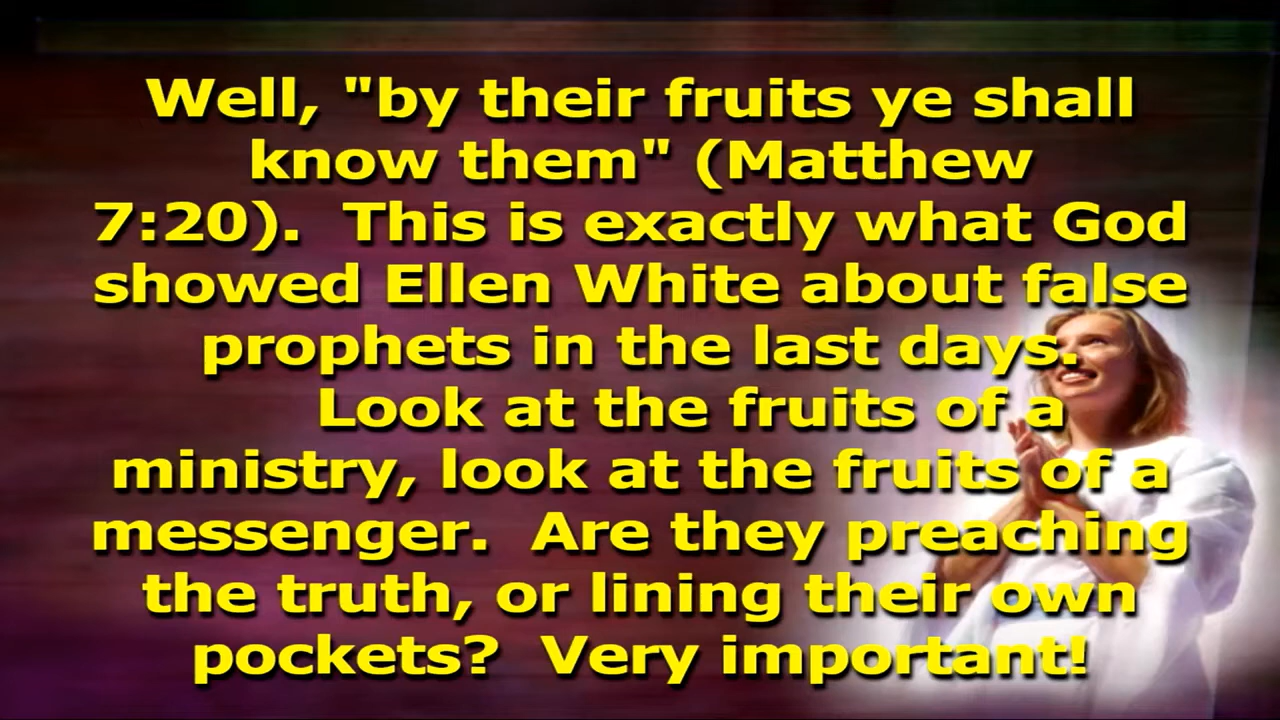 Well, "by their fruits ye shall
know them" (Matthew
7:20).  This is exactly what God
showed Ellen White about false
prophets in the last days.
Look at the fruits of a
ministry, look at the fruits of a
messenger.  Are they preaching
the truth, or lining their own
pockets?  Very important!